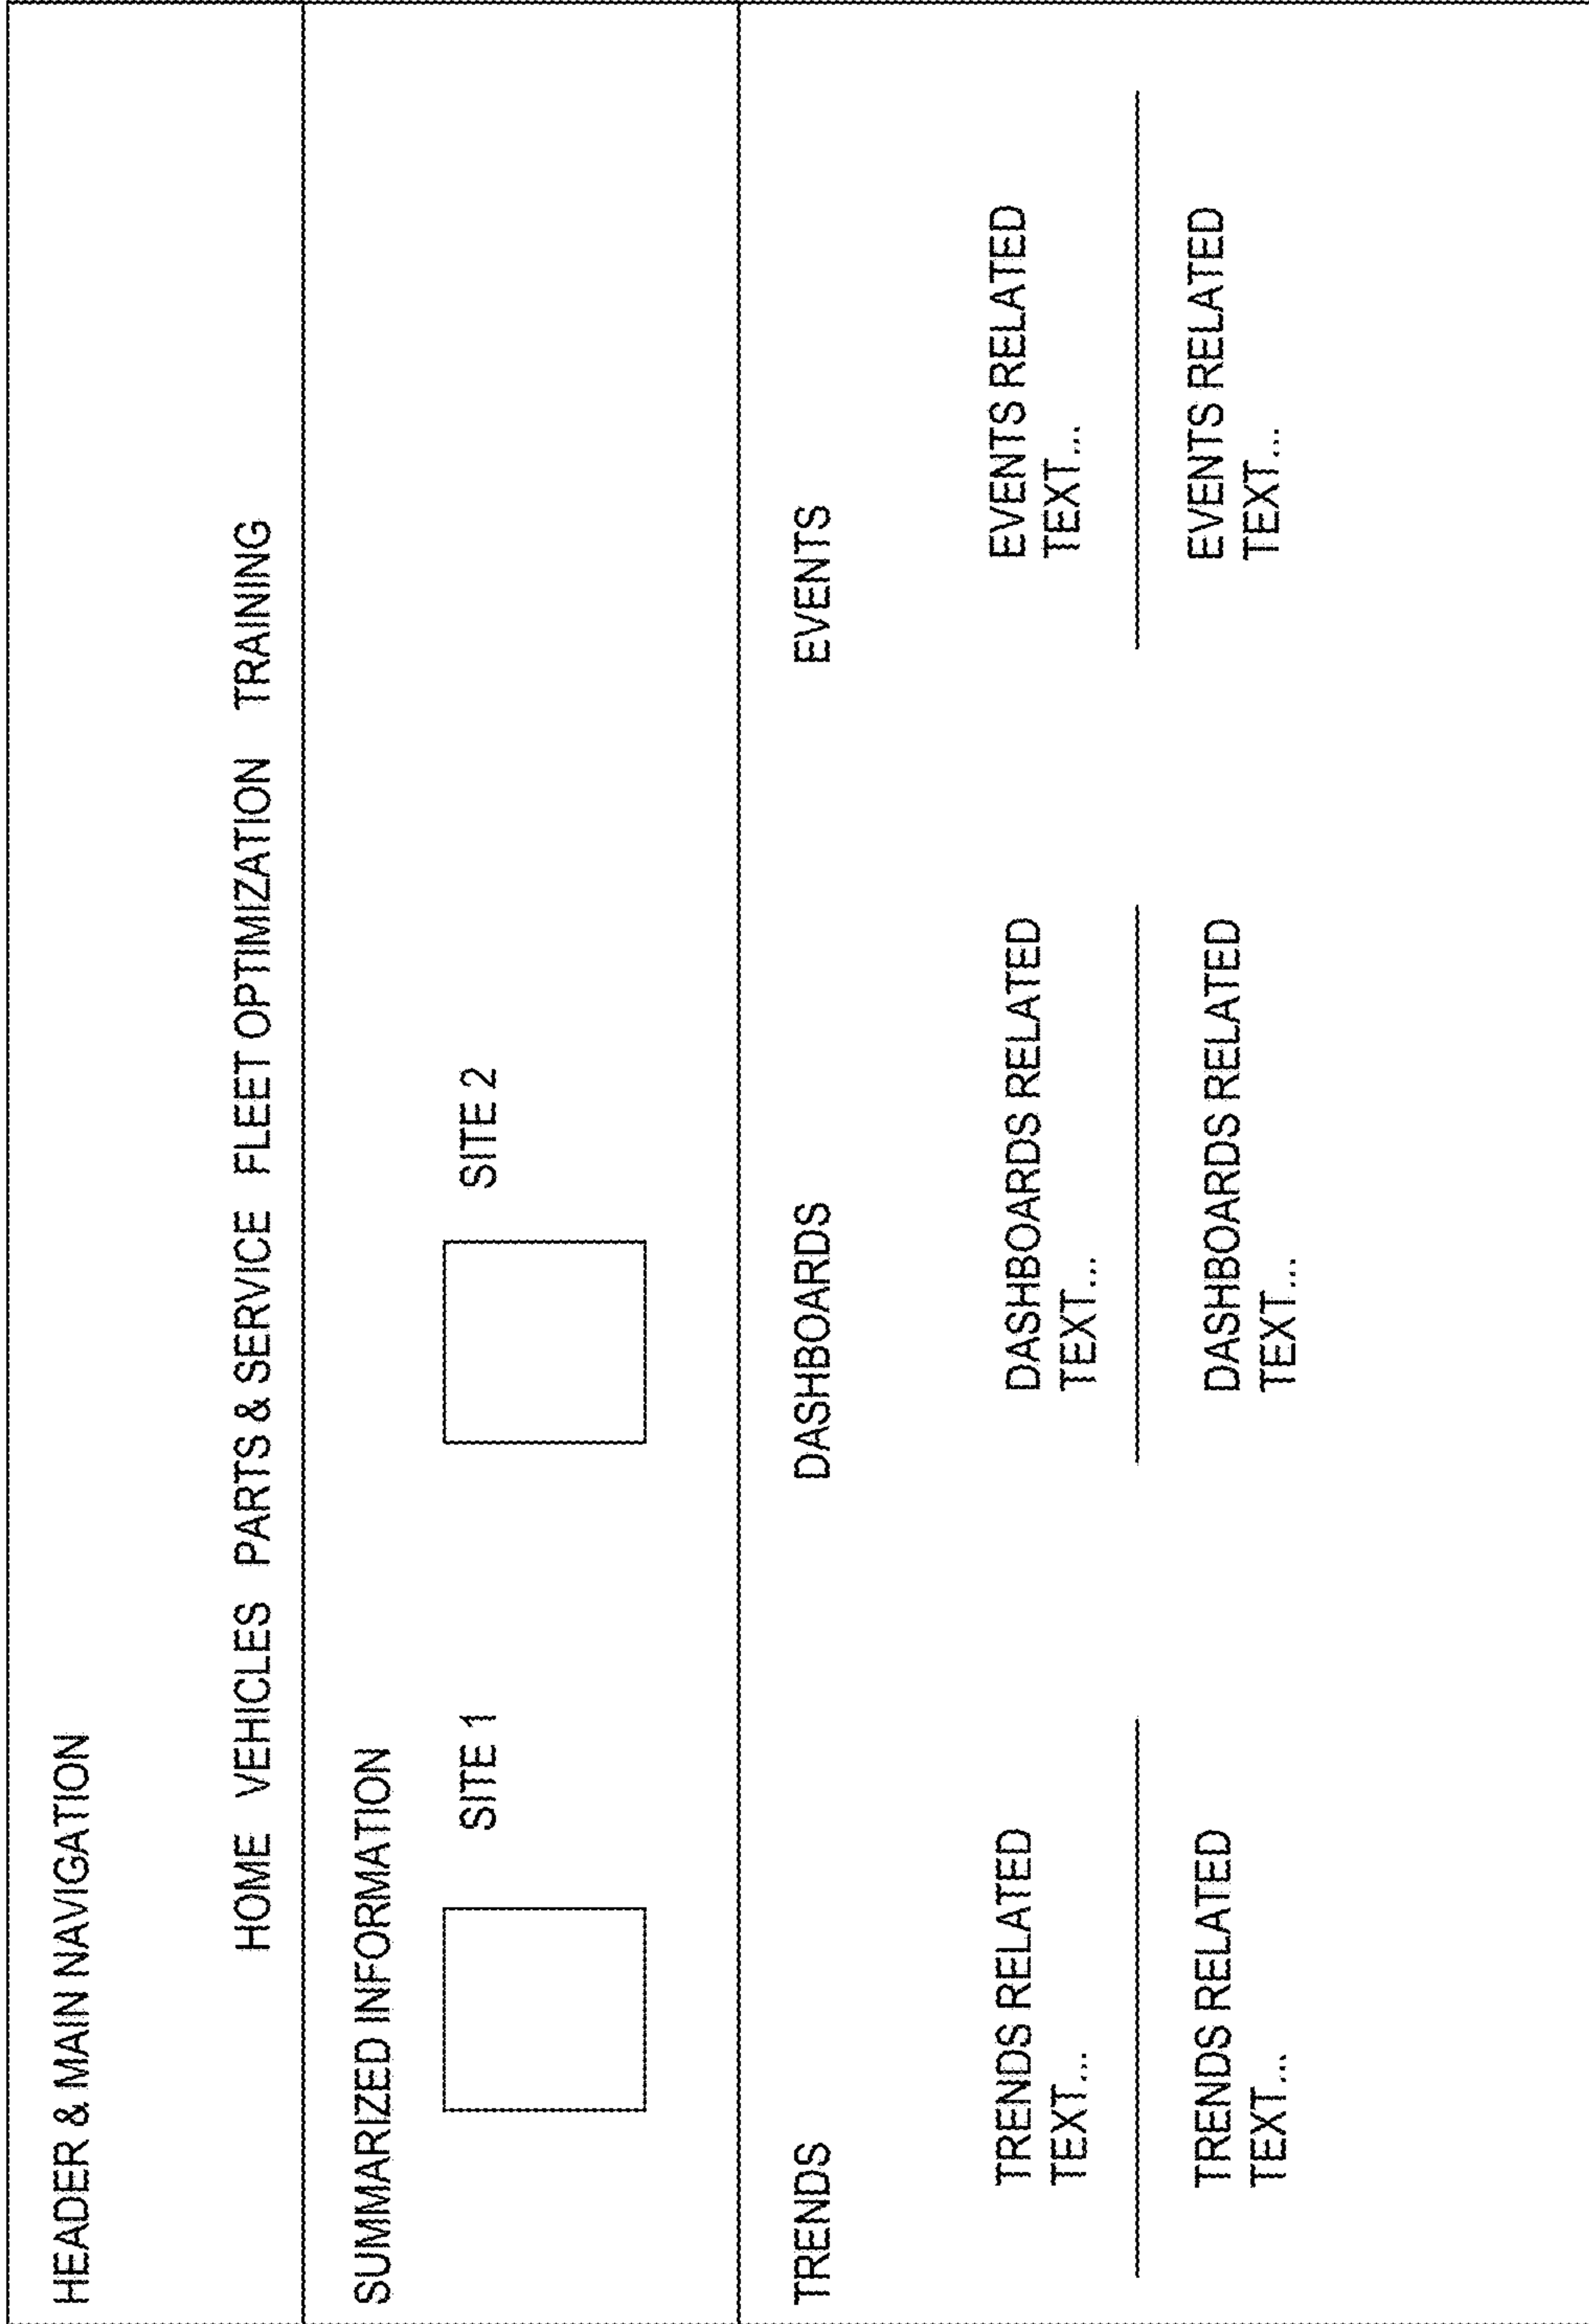 HEADER & MAIN NAVIGATION
HOME VEHICLES PARTS & SERVICE FLEET OPTIMIZATION TRAINING
SUMMARIZED INFORMATION
SITE 1
SITE 2
TRENDS
TRENDS RELATED
TEXT...
TRENDS RELATED
TEXT...
DASHBOARDS
DASHBOARDS RELATED
TEXT...
DASHBOARDS RELATED
TEXT...
EVENTS
EVENTS RELATED
TEXT...
EVENTS RELATED
TEXT...